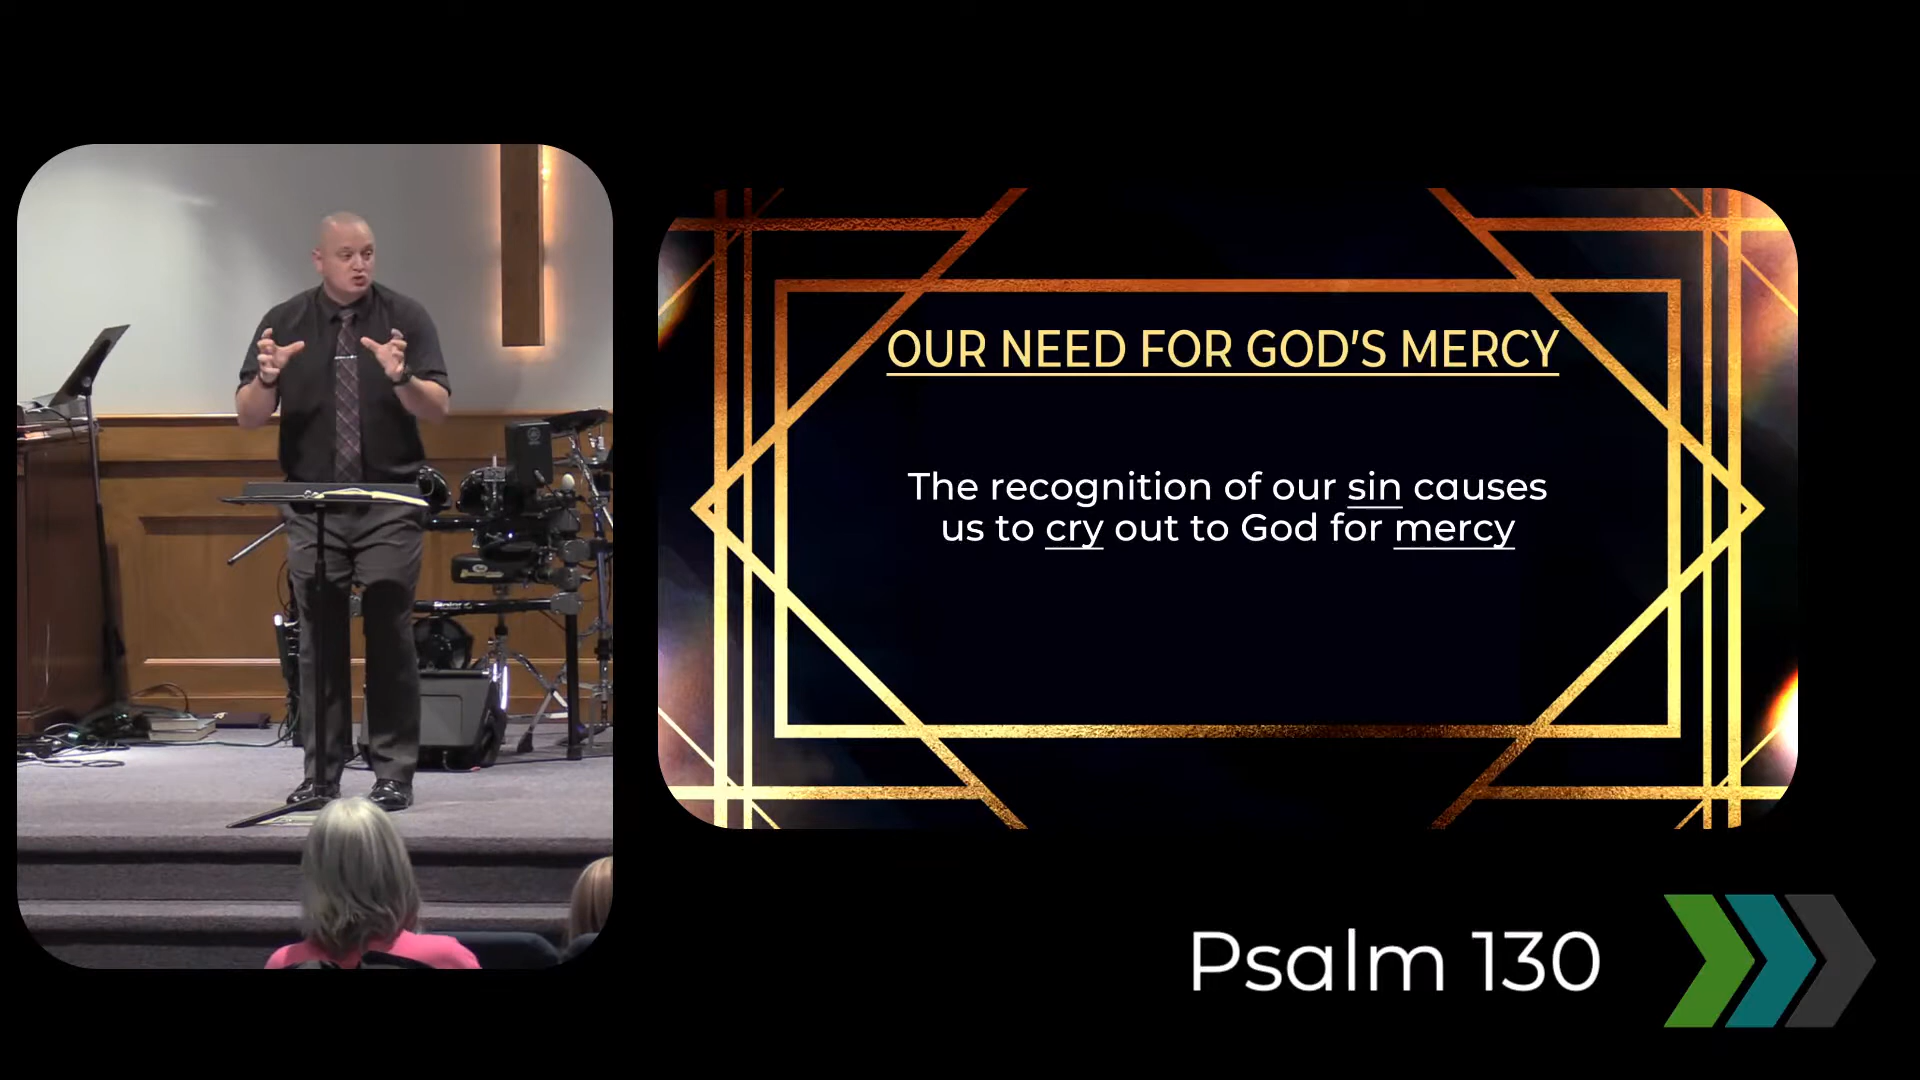 OUR NEED FOR GOD'S MERCY
The recognition of our sin causes
us to cry out to God for mercy
Psalm 130